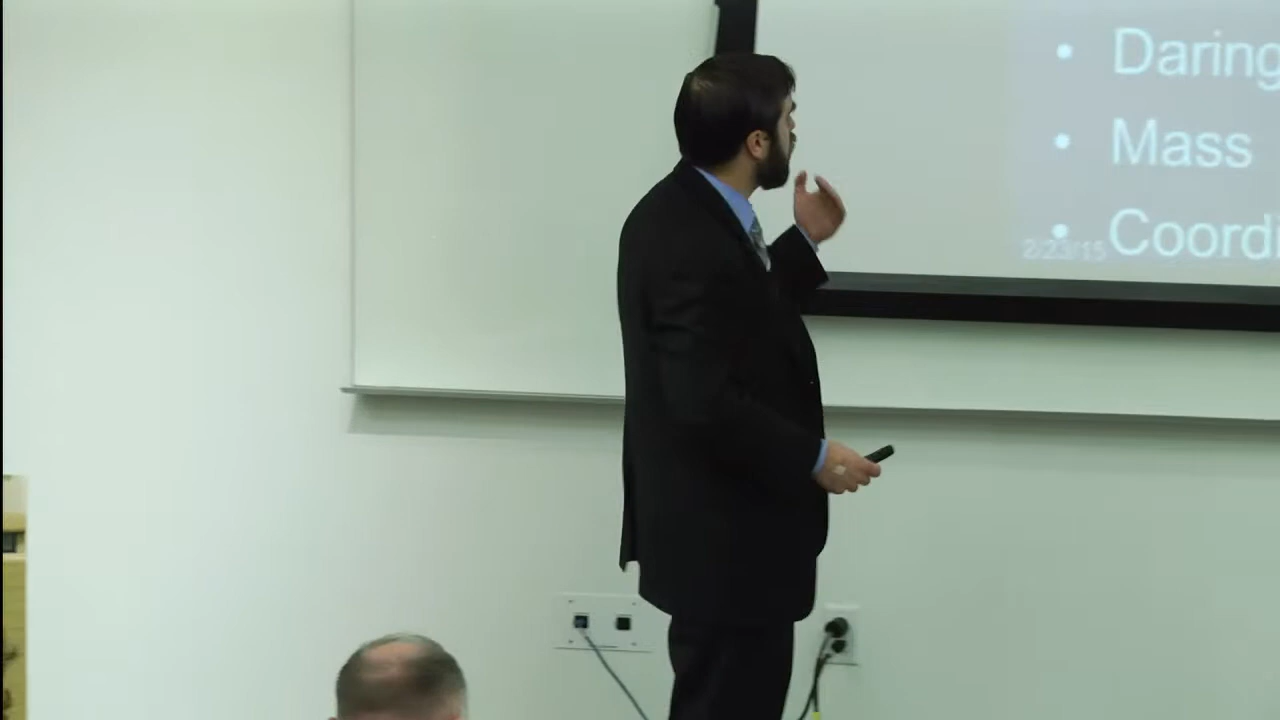 • Daring
• Mass
• Coordi
2/23/15